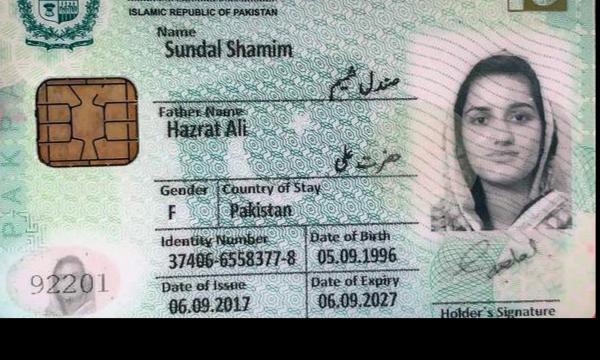 ISLAMIC REPUBLIC OF PAKISTAN
Name
Sundal Shamim
صندل شمیم
Father Name
Hazrat Ali
حضرت علی
Gender Country of Stay
F Pakistan
Identity Number Date of Birth
37406-6558377-8 05.09.1996
Date of Issue Date of Expiry
06.09.2017 06.09.2027
92201
Holder's Signature